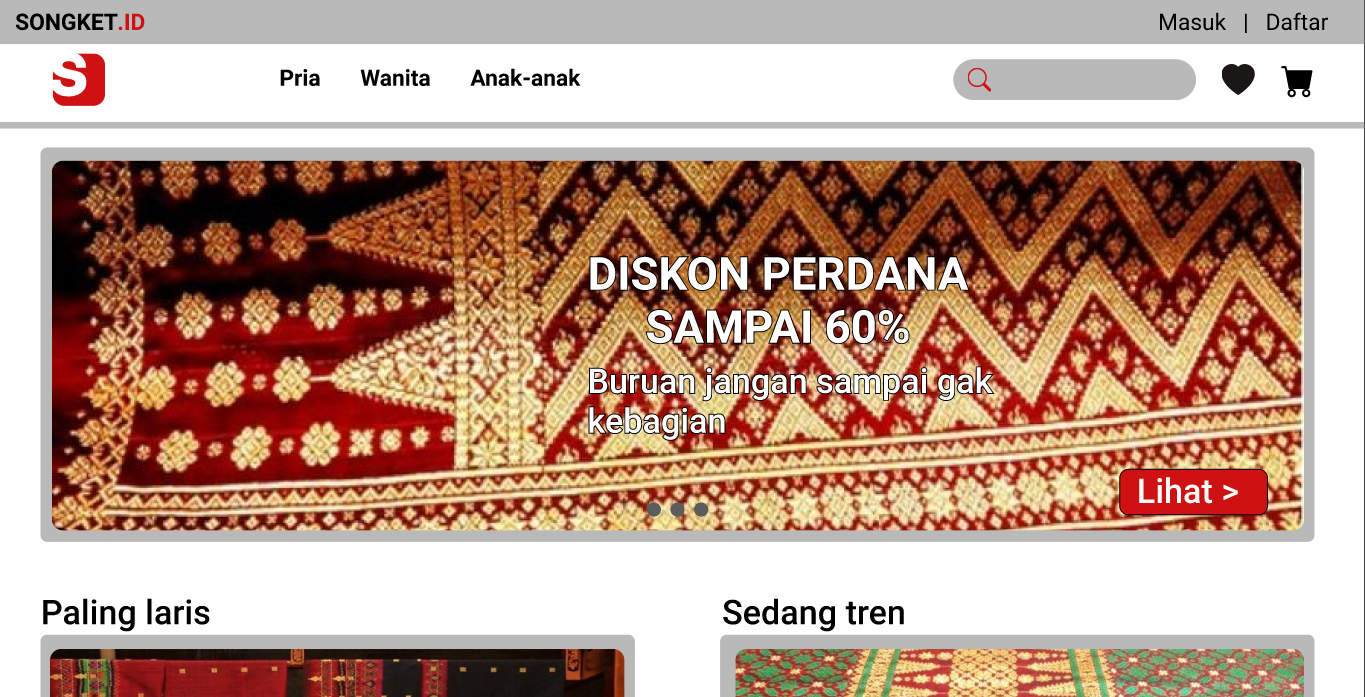 SONGKET.ID
Masuk | Daftar
S
Pria Wanita Anak-anak
DISKON PERDANA
SAMPAI 60%
Buruan jangan sampai gak
kebagian
Lihat >
Paling laris
Sedang tren